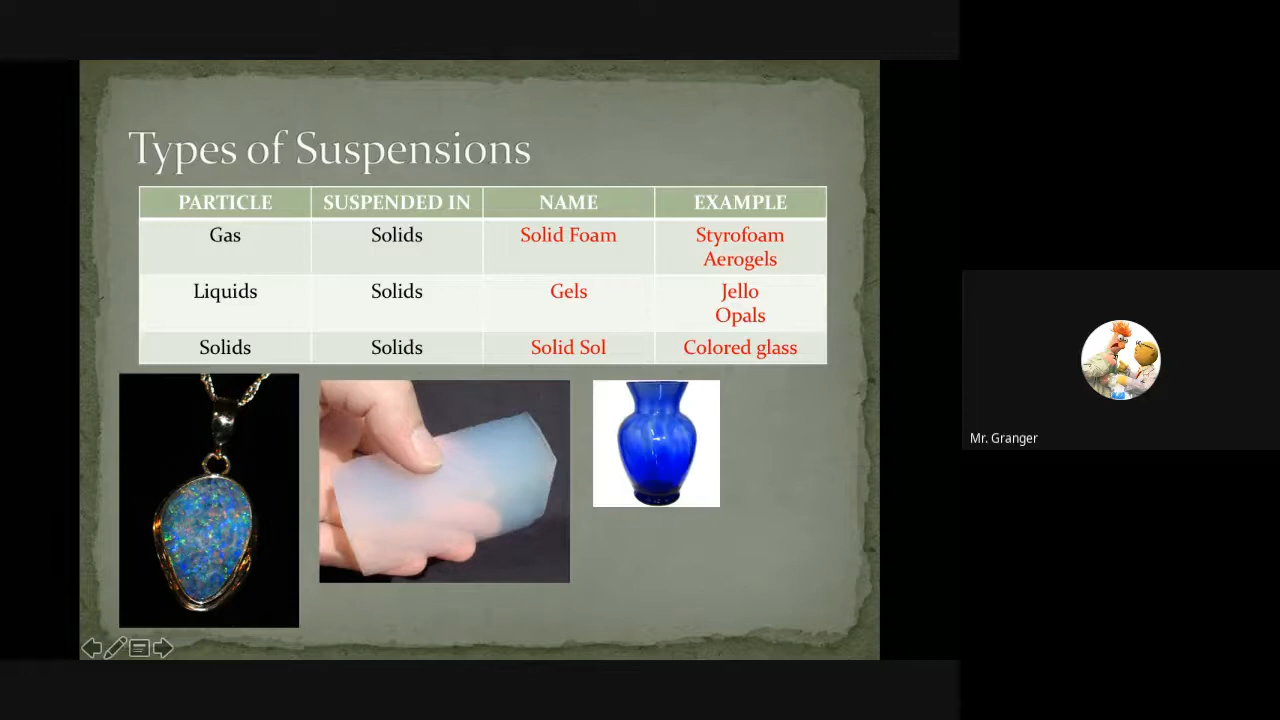 Types of Suspensions
PARTICLE SUSPENDED IN NAME EXAMPLE
Gas Solids Solid Foam Styrofoam
Aerogels
Liquids Solids Gels Jello
Opals
Solids Solids Solid Sol Colored glass
Mr. Granger